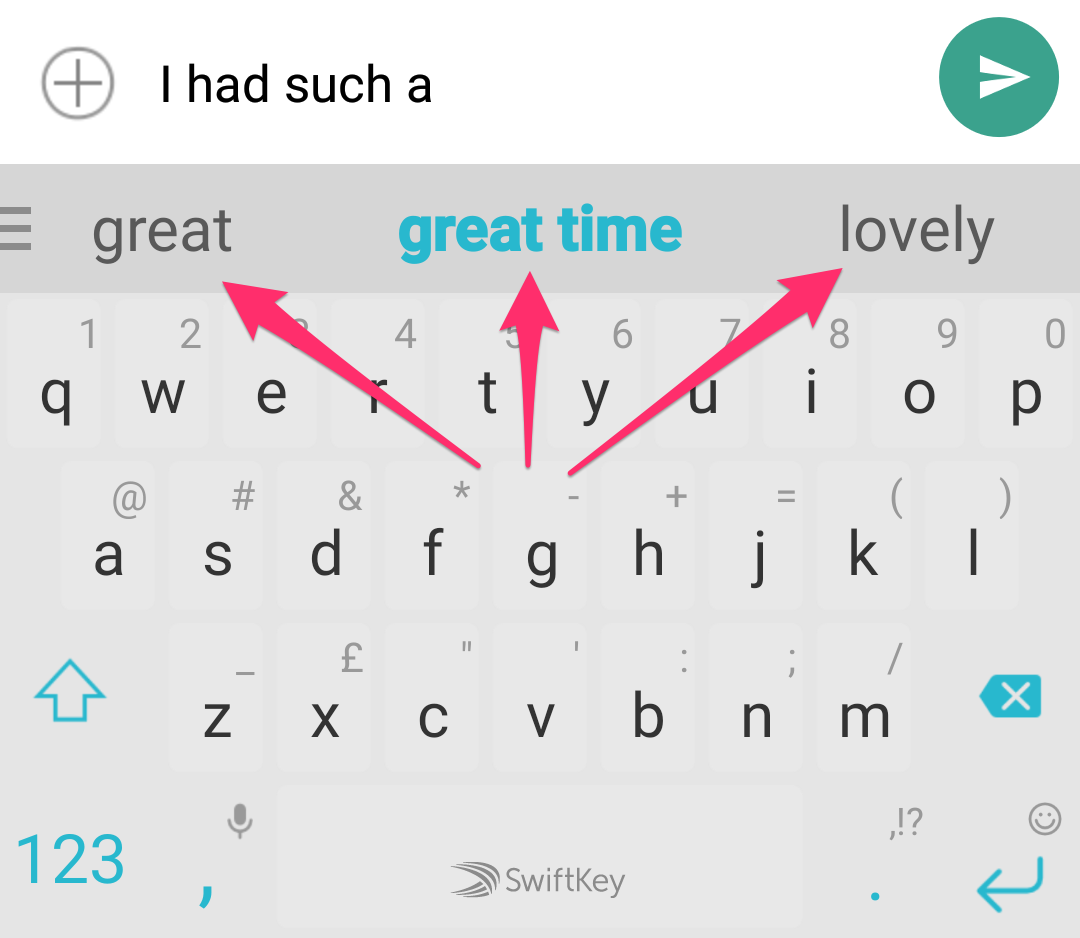 I had such a
great great time lovely
1 2 3 4 5 6 7 8 9 0
q w e r t y u i o p
@ # & * - + = ( )
a s d f g h j k l
_ £ " ' : ; /
z x c v b n m
,!?
123 , SwiftKey .